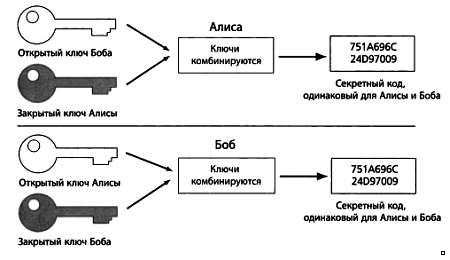 Алиса
Открытый ключ Боба
Ключи
комбинируются
751A696C
24D97009
Закрытый ключ Алисы
Секретный код,
одинаковый для Алисы и Боба
Боб
Открытый ключ Алисы
Ключи
комбинируются
751A696C
24D97009
Закрытый ключ Боба
Секретный код,
одинаковый для Алисы и Боба